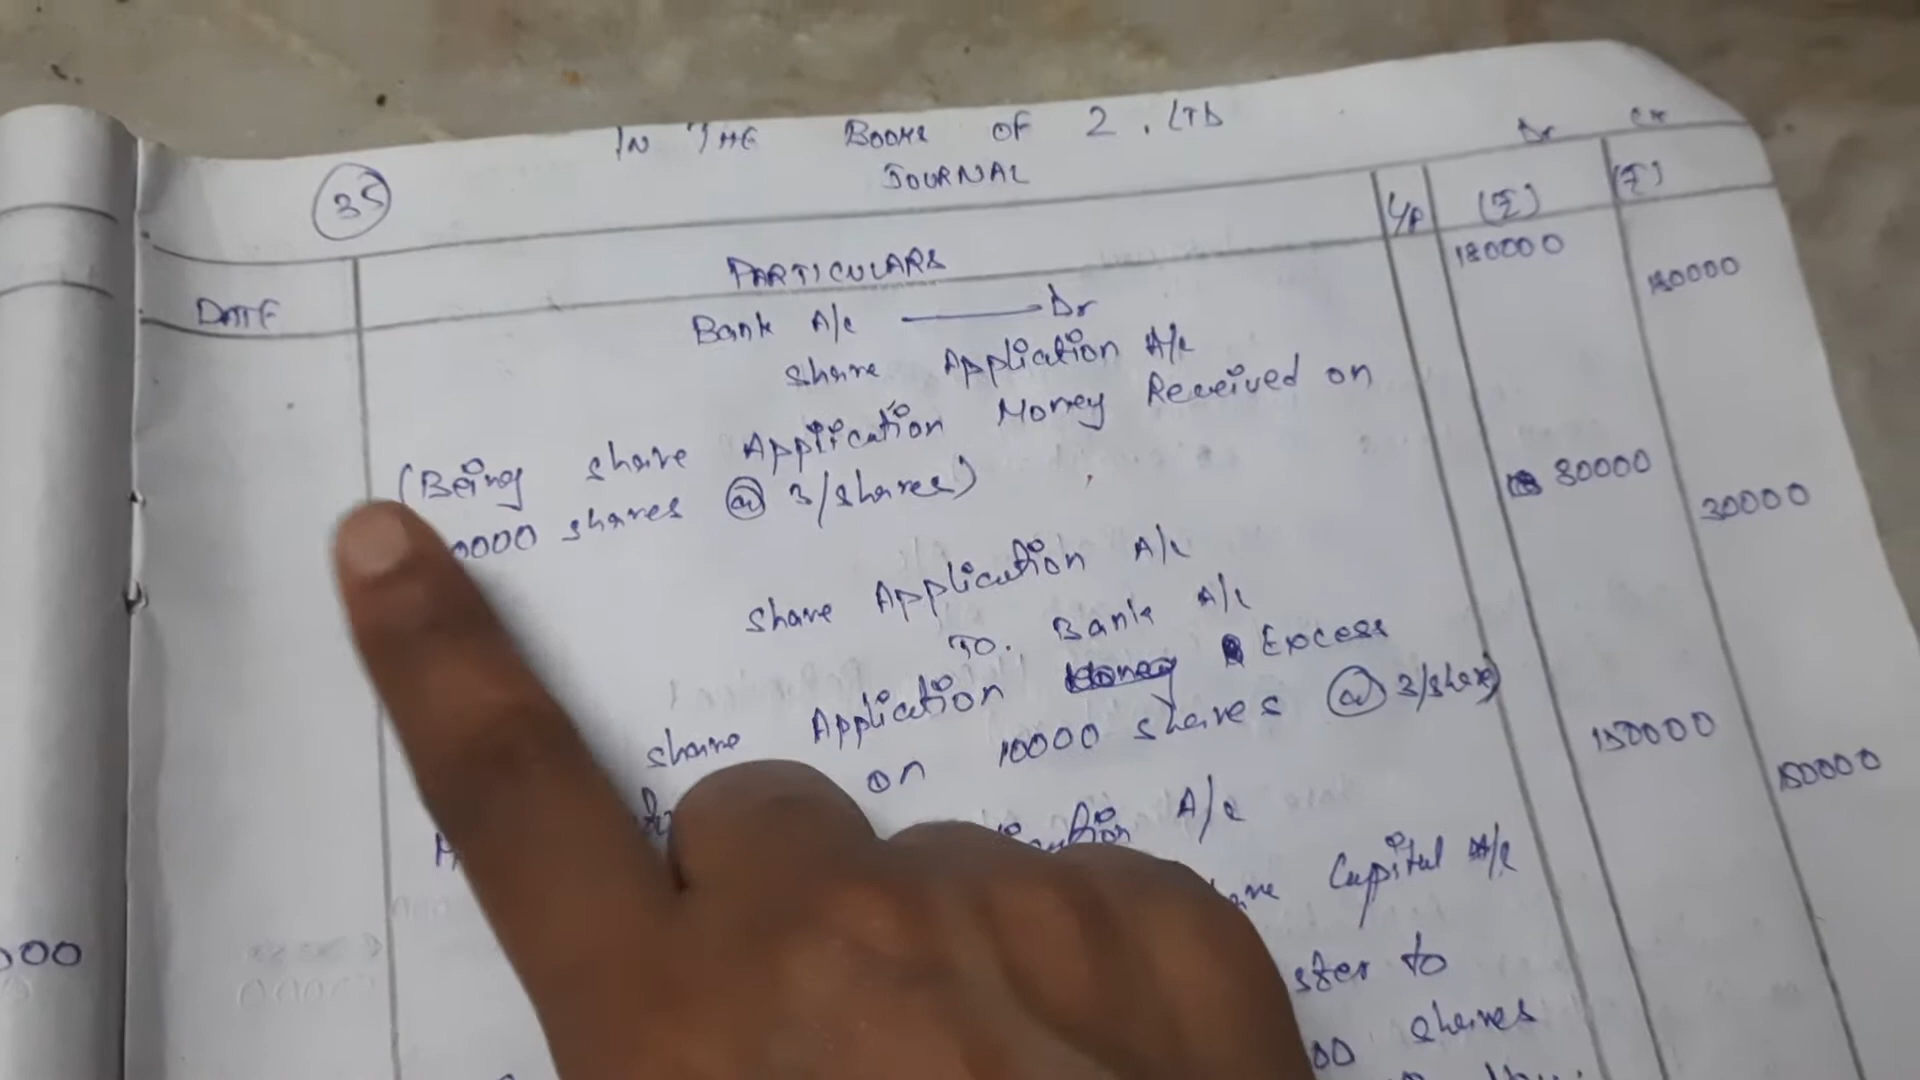 IN THE BOOKS OF Z. LTD
JOURNAL
35
Dr Cr
DATE PARTICULARS L/F (₹) (₹)
Bank A/c Dr 180000
Share Application A/c 180000
(Being share Application Money Received on
0000 shares @ 3/shares)
Share Application A/c 30000
To. Bank A/c 30000
share Application Excess
on 10000 shares @ 3/share)
A/c 150000
Capital A/c 150000
to
shares
000